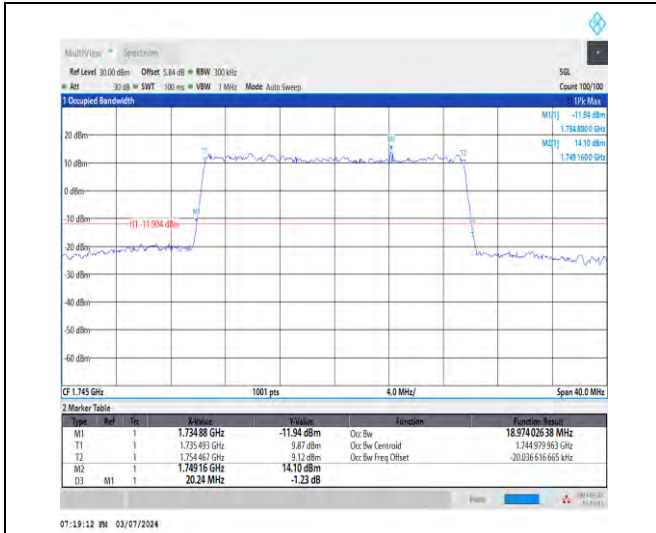 MultiView Spectrum
Ref Level 30.00 dBm Offset 5.84 dB RBW 300 kHz SGL
Att 30 dB SWT 100 ms VBW 1 MHz Mode Auto Sweep Count 100/100
1 Occupied Bandwidth 1Pk Max
M1[1] -11.94 dBm
1.734 880 0 GHz
M2[1] 14.10 dBm
1.749 160 0 GHz
20 dBm
T1 M2 T2
10 dBm
0 dBm
M1
-10 dBm
H1 -11.904 dBm
-20 dBm
-30 dBm
-40 dBm
-50 dBm
-60 dBm
CF 1.745 GHz 1001 pts 4.0 MHz/ Span 40.0 MHz
2 Marker Table
Type Ref Trc X-Value Y-Value Function Function Result
M1 1 1.734 88 GHz -11.94 dBm Occ Bw 18.974 026 38 MHz
T1 1 1.735 493 GHz 9.87 dBm Occ Bw Centroid 1.744 979 963 GHz
T2 1 1.754 467 GHz 9.12 dBm Occ Bw Freq Offset -20.036 616 665 kHz
M2 1 1.749 16 GHz 14.10 dBm
D3 M1 1 20.24 MHz -1.23 dB
07:19:12 PM 03/07/2024